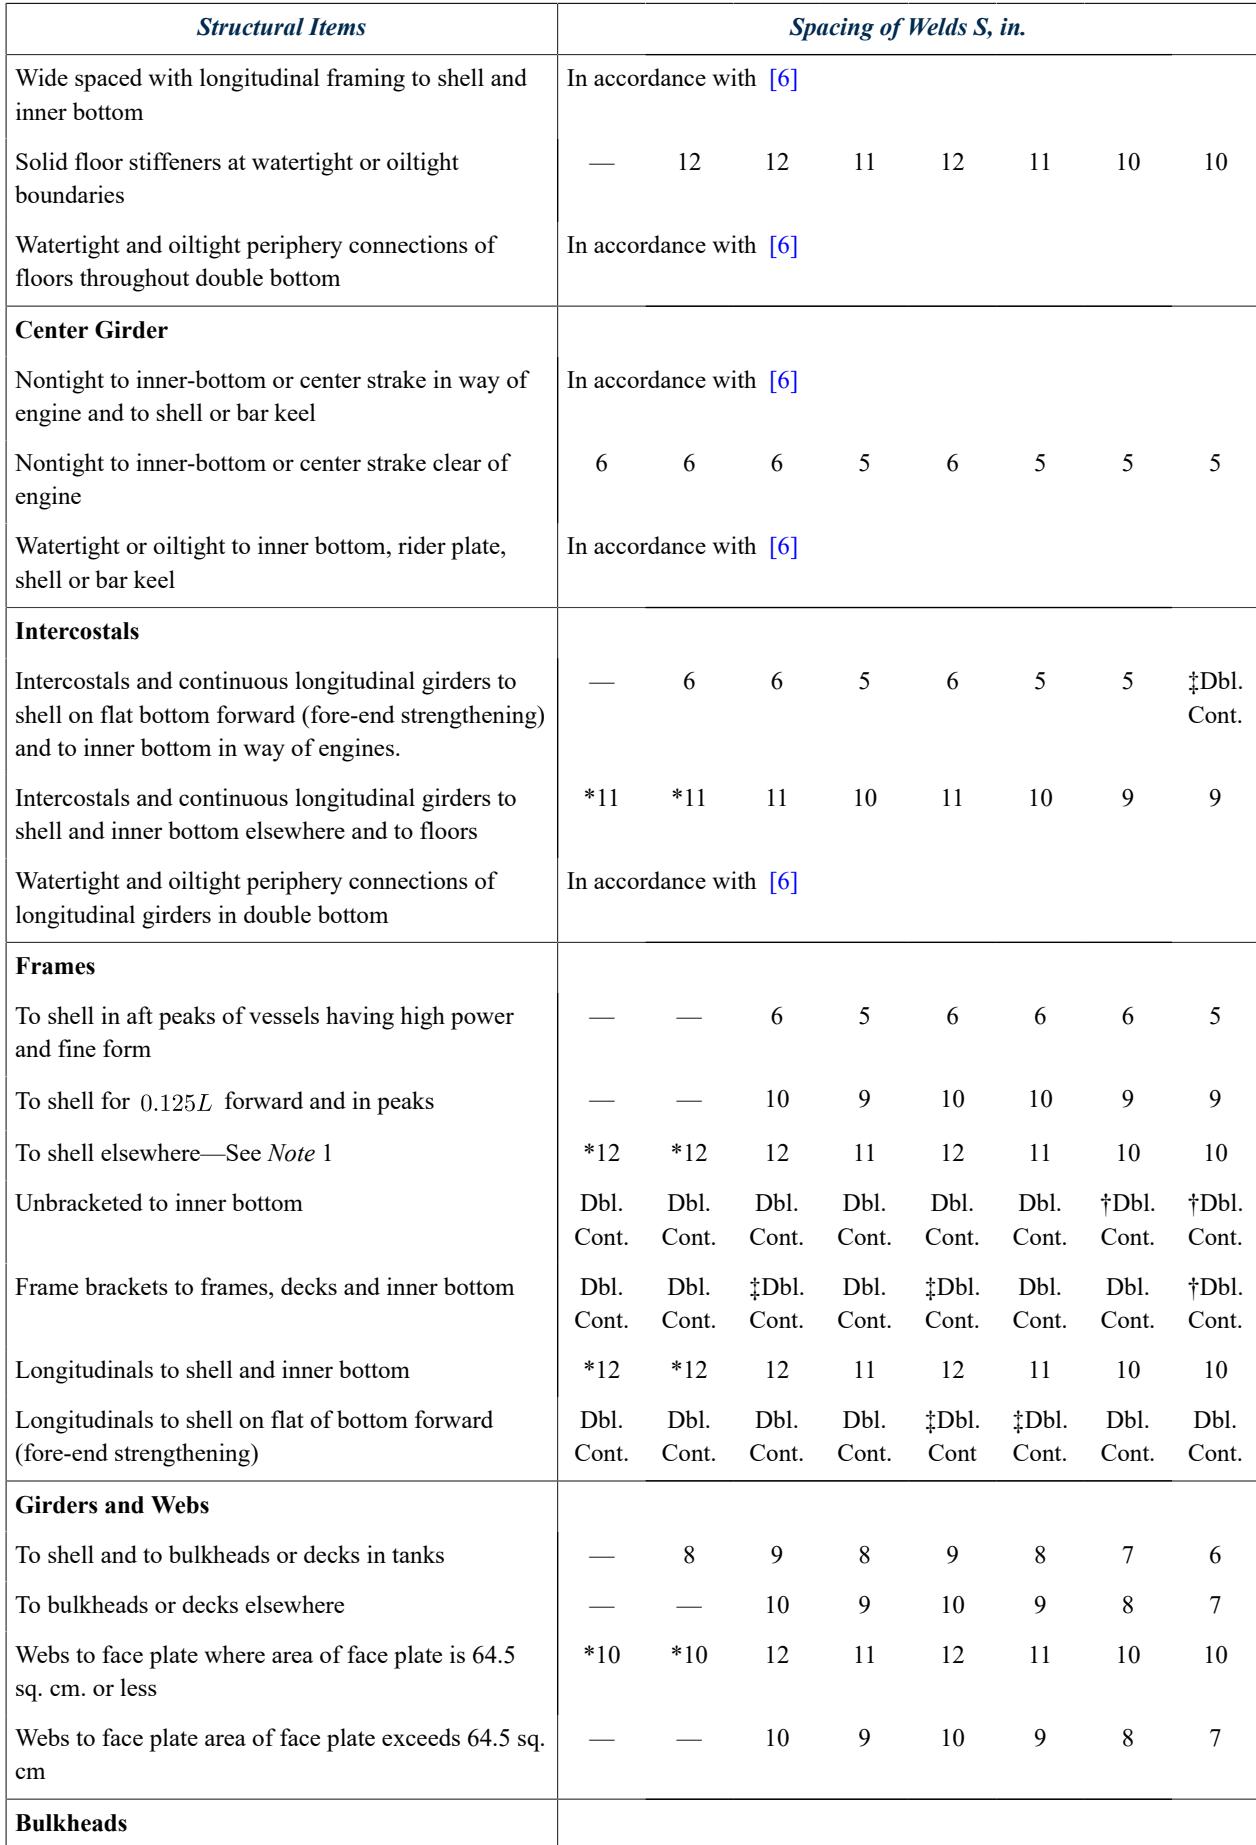 Structural Items Spacing of Welds S, in.
Wide spaced with longitudinal framing to shell and In accordance with [6]
inner bottom
Solid floor stiffeners at watertight or oiltight — 12 12 11 12 11 10 10
boundaries
Watertight and oiltight periphery connections of In accordance with [6]
floors throughout double bottom
Center Girder
Nontight to inner-bottom or center strake in way of In accordance with [6]
engine and to shell or bar keel
Nontight to inner-bottom or center strake clear of 6 6 6 5 6 5 5 5
engine
Watertight or oiltight to inner bottom, rider plate, In accordance with [6]
shell or bar keel
Intercostals
Intercostals and continuous longitudinal girders to — 6 6 5 6 5 5 ‡Dbl.
shell on flat bottom forward (fore-end strengthening) Cont.
and to inner bottom in way of engines.
Intercostals and continuous longitudinal girders to *11 *11 11 10 11 10 9 9
shell and inner bottom elsewhere and to floors
Watertight and oiltight periphery connections of In accordance with [6]
longitudinal girders in double bottom
Frames
To shell in aft peaks of vessels having high power — — 6 5 6 6 6 5
and fine form
To shell for 0.125L forward and in peaks — — 10 9 10 10 9 9
To shell elsewhere—See Note 1 *12 *12 12 11 12 11 10 10
Unbracketed to inner bottom Dbl. Dbl. Dbl. Dbl. Dbl. Dbl. †Dbl. †Dbl.
Cont. Cont. Cont. Cont. Cont. Cont. Cont. Cont.
Frame brackets to frames, decks and inner bottom Dbl. Dbl. ‡Dbl. Dbl. ‡Dbl. Dbl. Dbl. †Dbl.
Cont. Cont. Cont. Cont. Cont. Cont. Cont. Cont.
Longitudinals to shell and inner bottom *12 *12 12 11 12 11 10 10
Longitudinals to shell on flat of bottom forward Dbl. Dbl. Dbl. Dbl. ‡Dbl. ‡Dbl. Dbl. Dbl.
(fore-end strengthening) Cont. Cont. Cont. Cont. Cont Cont. Cont. Cont.
Girders and Webs
To shell and to bulkheads or decks in tanks — 8 9 8 9 8 7 6
To bulkheads or decks elsewhere — — 10 9 10 9 8 7
Webs to face plate where area of face plate is 64.5 *10 *10 12 11 12 11 10 10
sq. cm. or less
Webs to face plate area of face plate exceeds 64.5 sq. — — 10 9 10 9 8 7
cm
Bulkheads